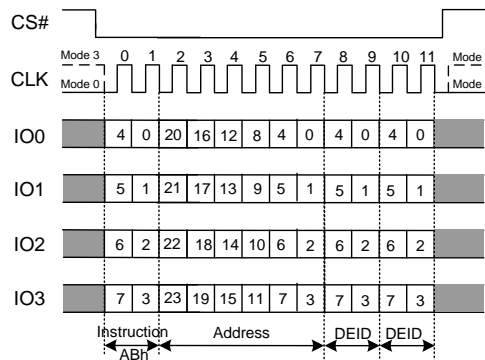 CS#
Mode 3 0 1 2 3 4 5 6 7 8 9 10 11 Mode
CLK
Mode 0 Mode
IO0 4 0 20 16 12 8 4 0 4 0 4 0
IO1 5 1 21 17 13 9 5 1 5 1 5 1
IO2 6 2 22 18 14 10 6 2 6 2 6 2
IO3 7 3 23 19 15 11 7 3 7 3 7 3
Instruction Address DEID DEID
ABh